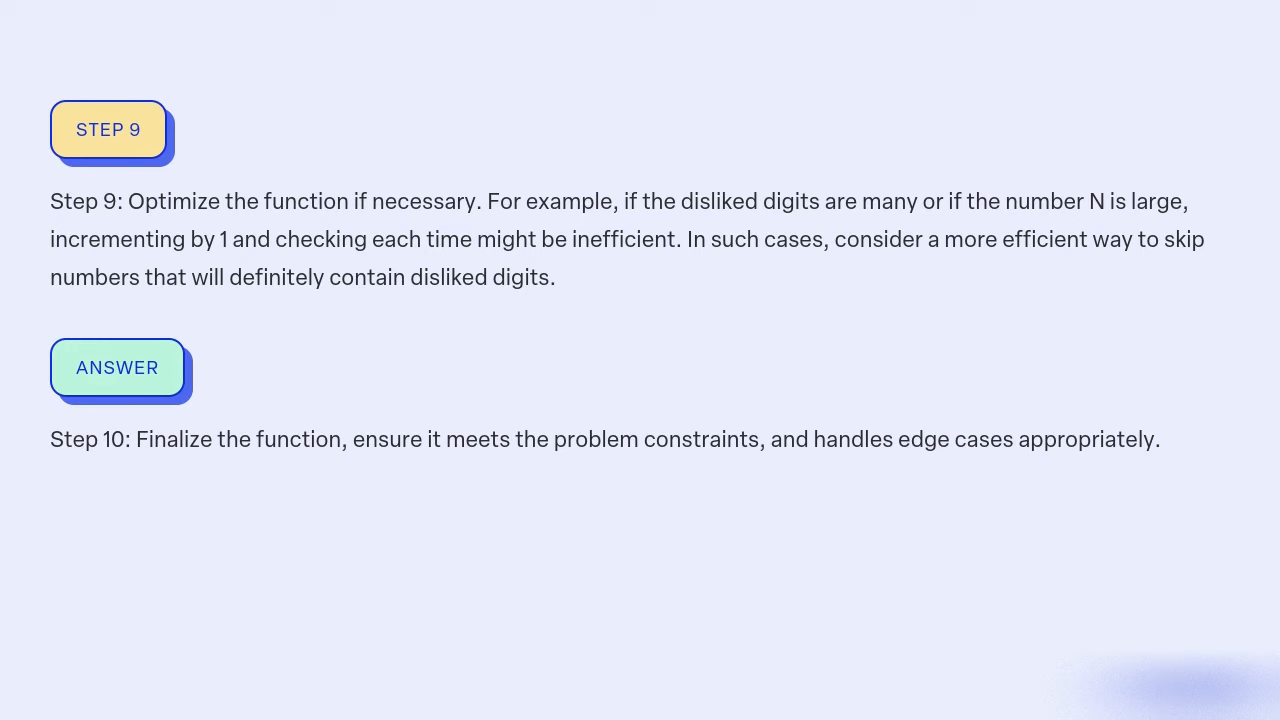 STEP 9
Step 9: Optimize the function if necessary. For example, if the disliked digits are many or if the number N is large,
incrementing by 1 and checking each time might be inefficient. In such cases, consider a more efficient way to skip
numbers that will definitely contain disliked digits.
ANSWER
Step 10: Finalize the function, ensure it meets the problem constraints, and handles edge cases appropriately.